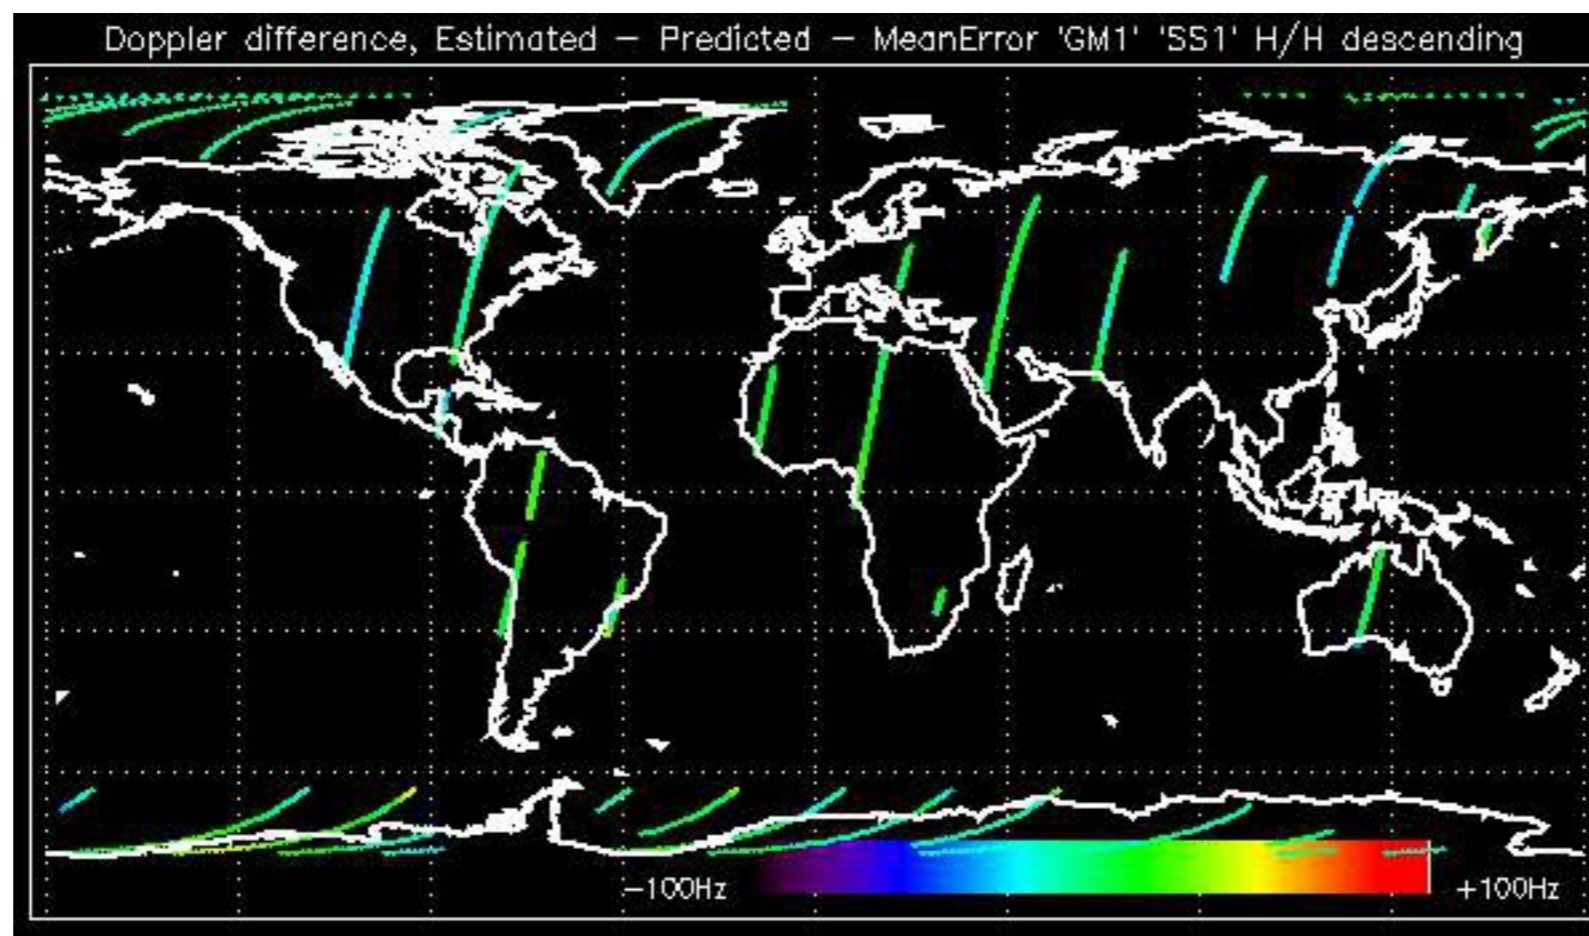 Doppler difference, Estimated – Predicted – MeanError 'GM1' 'SS1' H/H descending
−100Hz
+100Hz